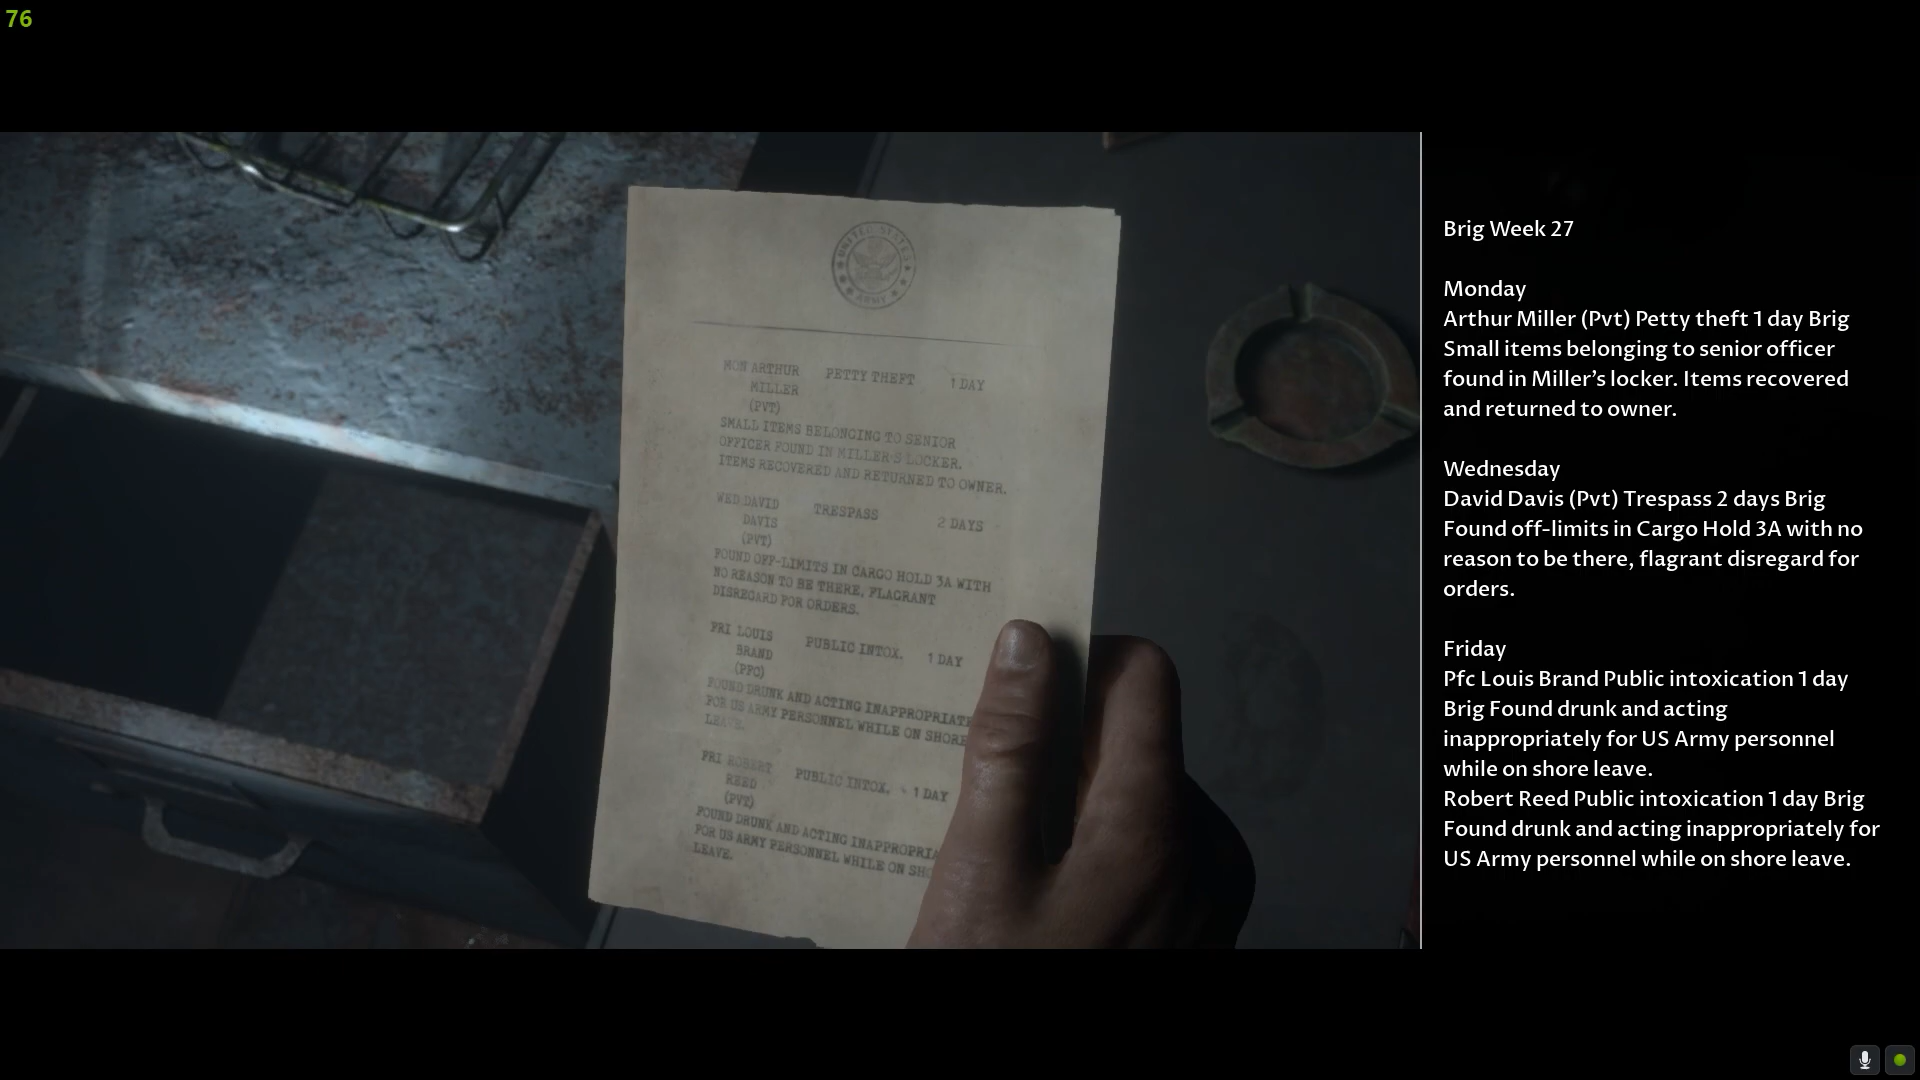 76
UNITED STATES
ARMY
MON ARTHUR PETTY THEFT 1 DAY
MILLER
(PVT)
SMALL ITEMS BELONGING TO SENIOR
OFFICER FOUND IN MILLER'S LOCKER.
ITEMS RECOVERED AND RETURNED TO OWNER.
WED DAVID TRESPASS 2 DAYS
DAVIS
(PVT)
FOUND OFF-LIMITS IN CARGO HOLD 3A WITH
NO REASON TO BE THERE, FLAGRANT
DISREGARD FOR ORDERS.
FRI LOUIS PUBLIC INTOX. 1 DAY
BRAND
(PFC)
FOUND DRUNK AND ACTING INAPPROPRIATE
FOR US ARMY PERSONNEL WHILE ON SHORE
LEAVE.
FRI ROBERT PUBLIC INTOX. 1 DAY
REED
(PVT)
FOUND DRUNK AND ACTING INAPPROPRIA
FOR US ARMY PERSONNEL WHILE ON SHO
LEAVE.
Brig Week 27
Monday
Arthur Miller (Pvt) Petty theft 1 day Brig
Small items belonging to senior officer
found in Miller’s locker. Items recovered
and returned to owner.
Wednesday
David Davis (Pvt) Trespass 2 days Brig
Found off-limits in Cargo Hold 3A with no
reason to be there, flagrant disregard for
orders.
Friday
Pfc Louis Brand Public intoxication 1 day
Brig Found drunk and acting
inappropriately for US Army personnel
while on shore leave.
Robert Reed Public intoxication 1 day Brig
Found drunk and acting inappropriately for
US Army personnel while on shore leave.